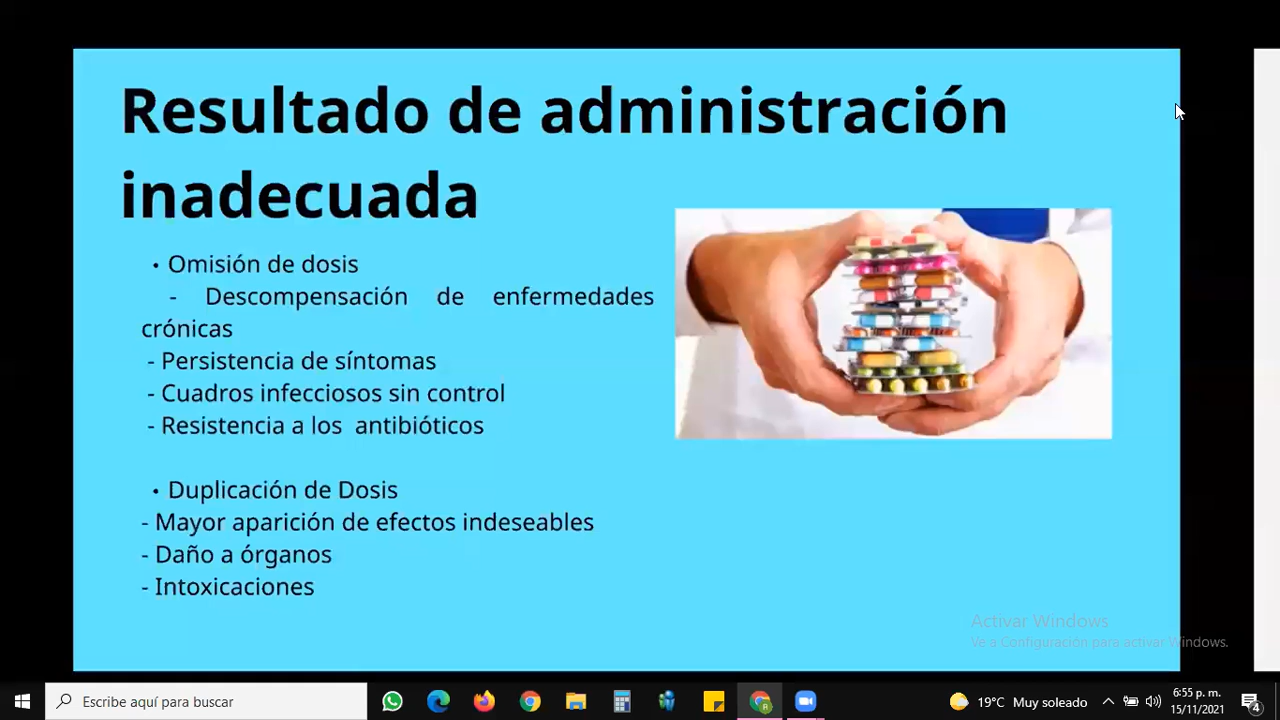 Resultado de administración
inadecuada
• Omisión de dosis
- Descompensación de enfermedades
crónicas
- Persistencia de síntomas
- Cuadros infecciosos sin control
- Resistencia a los antibióticos
• Duplicación de Dosis
- Mayor aparición de efectos indeseables
- Daño a órganos
- Intoxicaciones
Activar Windows
Ve a Configuración para activar Windows.
Escribe aquí para buscar
19°C Muy soleado
6:55 p. m.
15/11/2021
4